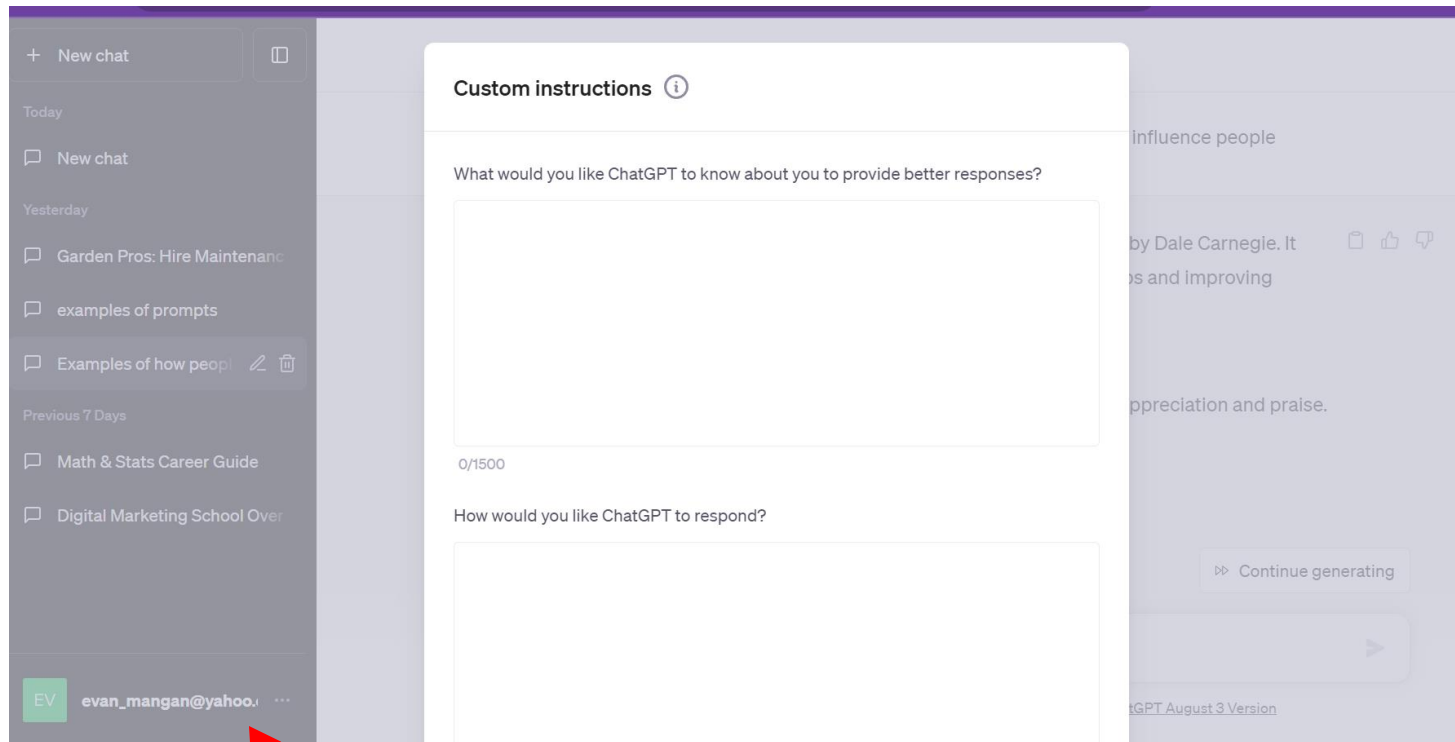 New chat
Today
New chat
Yesterday
Garden Pros: Hire Maintenanc
examples of prompts
Examples of how peopl
Previous 7 Days
Math & Stats Career Guide
Digital Marketing School Over
EV
evan_mangan@yahoo.
Custom instructions
What would you like ChatGPT to know about you to provide better responses?
0/1500
How would you like ChatGPT to respond?
influence people
by Dale Carnegie. It
ps and improving
ppreciation and praise.
Continue generating
tGPT August 3 Version